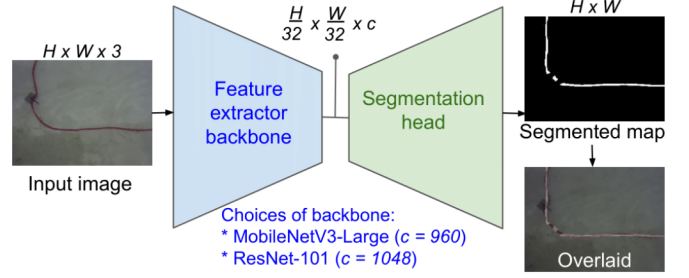 H x W x 3
Input image
Feature
extractor
backbone
H/32 x W/32 x c
Segmentation
head
H x W
Segmented map
Overlaid
Choices of backbone:
* MobileNetV3-Large (c = 960)
* ResNet-101 (c = 1048)